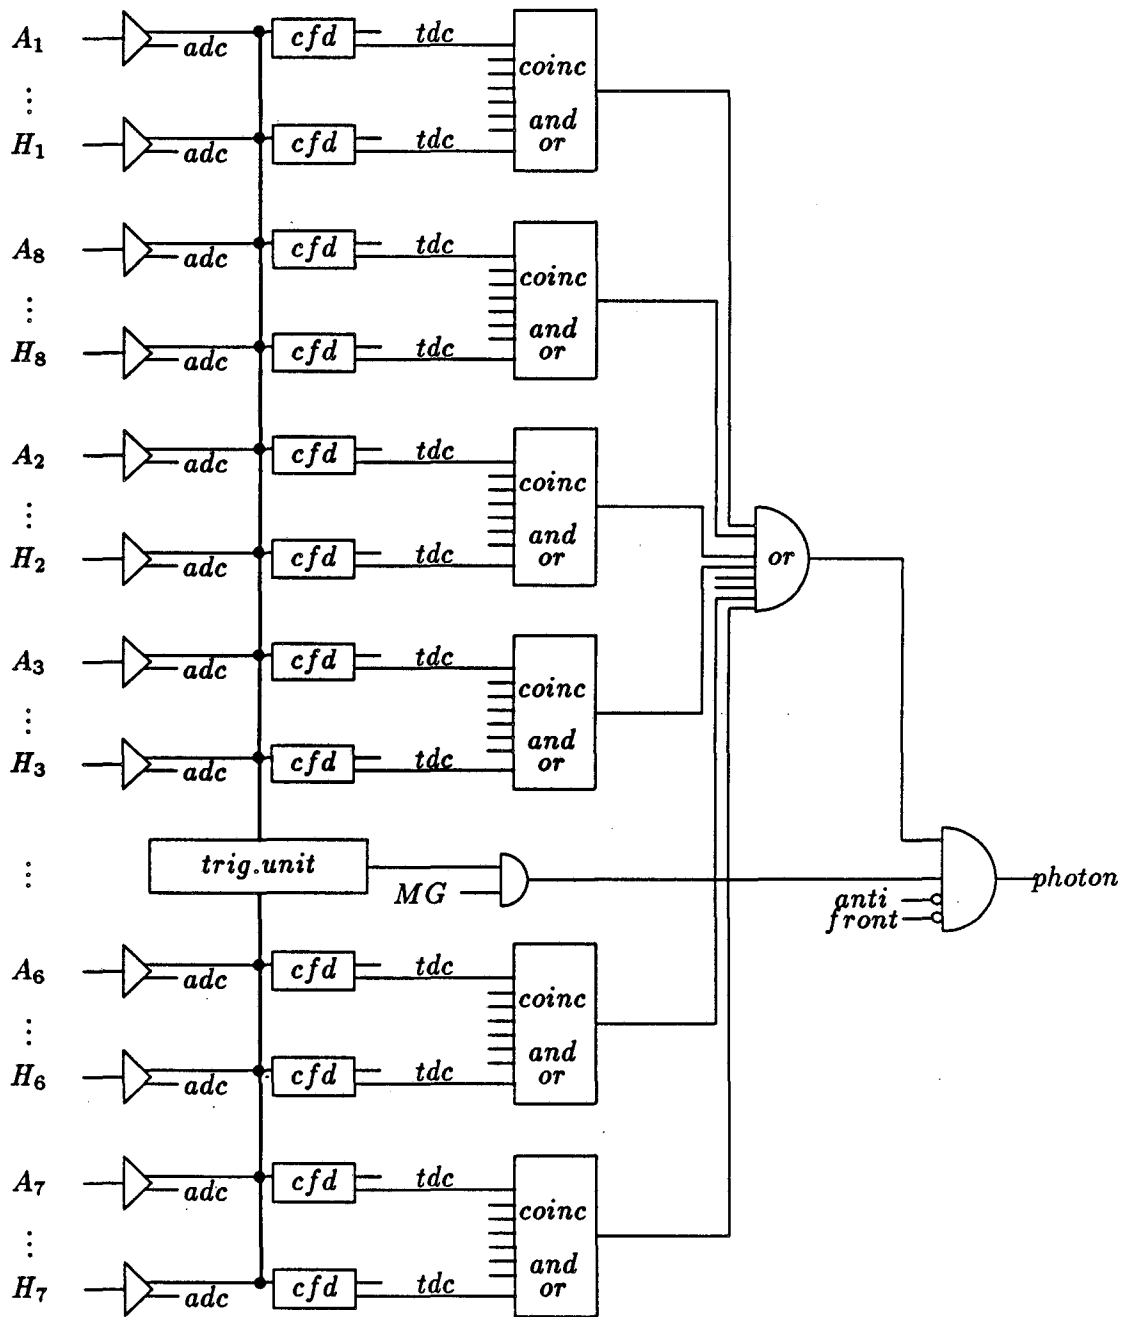 A₁ adc cfd tdc coinc
⋮ and
H₁ adc cfd tdc or
A₈ adc cfd tdc coinc
⋮ and
H₈ adc cfd tdc or
A₂ adc cfd tdc coinc
⋮ and
H₂ adc cfd tdc or
or
A₃ adc cfd tdc coinc
⋮ and
H₃ adc cfd tdc or
⋮ trig.unit
MG
photon
anti
front
A₆ adc cfd tdc coinc
⋮ and
H₆ adc cfd tdc or
A₇ adc cfd tdc coinc
⋮ and
H₇ adc cfd tdc or